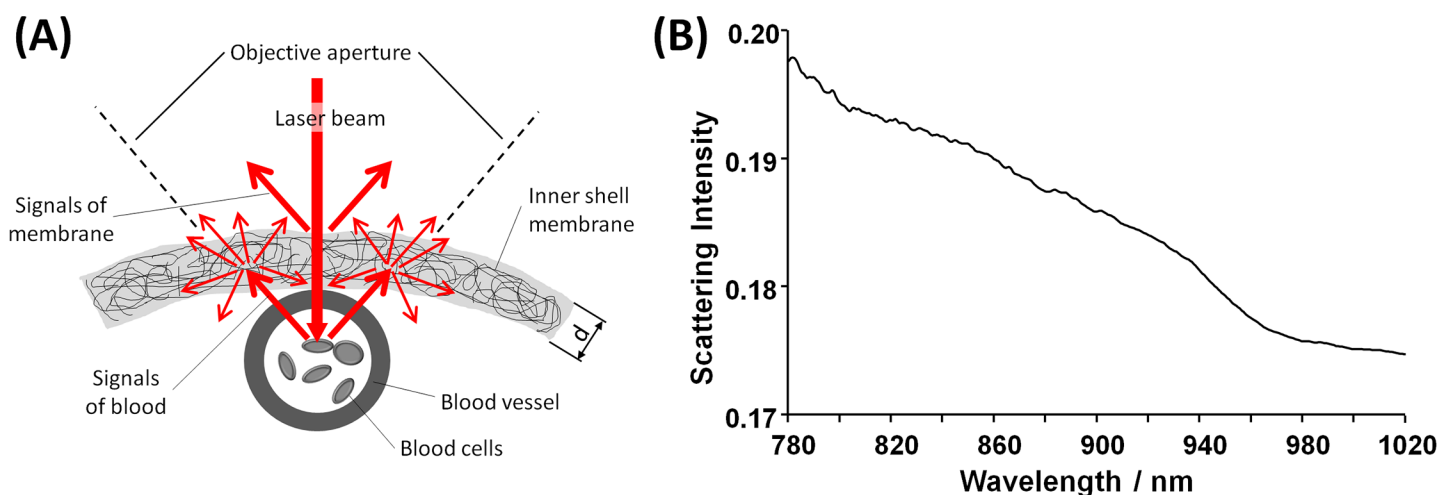 (A)
Objective aperture
Laser beam
Signals of
membrane
Inner shell
membrane
d
Signals
of blood
Blood vessel
Blood cells
(B)
Scattering Intensity
0.20
0.19
0.18
0.17
780 820 860 900 940 980 1020
Wavelength / nm